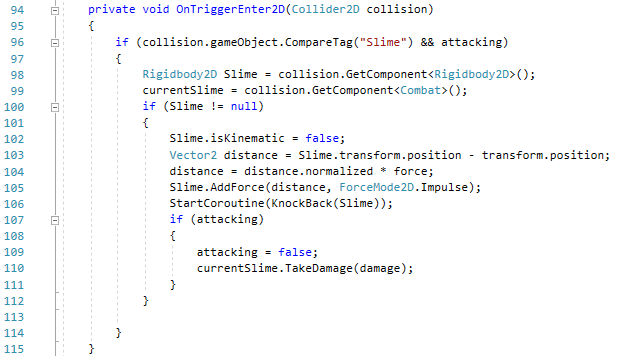 94 private void OnTriggerEnter2D(Collider2D collision)
95 {
96 if (collision.gameObject.CompareTag("Slime") && attacking)
97 {
98 Rigidbody2D Slime = collision.GetComponent<Rigidbody2D>();
99 currentSlime = collision.GetComponent<Combat>();
100 if (Slime != null)
101 {
102 Slime.isKinematic = false;
103 Vector2 distance = Slime.transform.position - transform.position;
104 distance = distance.normalized * force;
105 Slime.AddForce(distance, ForceMode2D.Impulse);
106 StartCoroutine(KnockBack(Slime));
107 if (attacking)
108 {
109 attacking = false;
110 currentSlime.TakeDamage(damage);
111 }
112 }
113
114 }
115 }